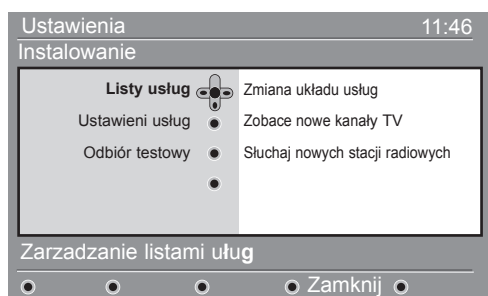 Ustawienia 11:46
Instalowanie
Listy usług Zmiana układu usług
Ustawieni usług Zobace nowe kanały TV
Odbiór testowy Słuchaj nowych stacji radiowych
Zarzadzanie listami uług
Zamknij